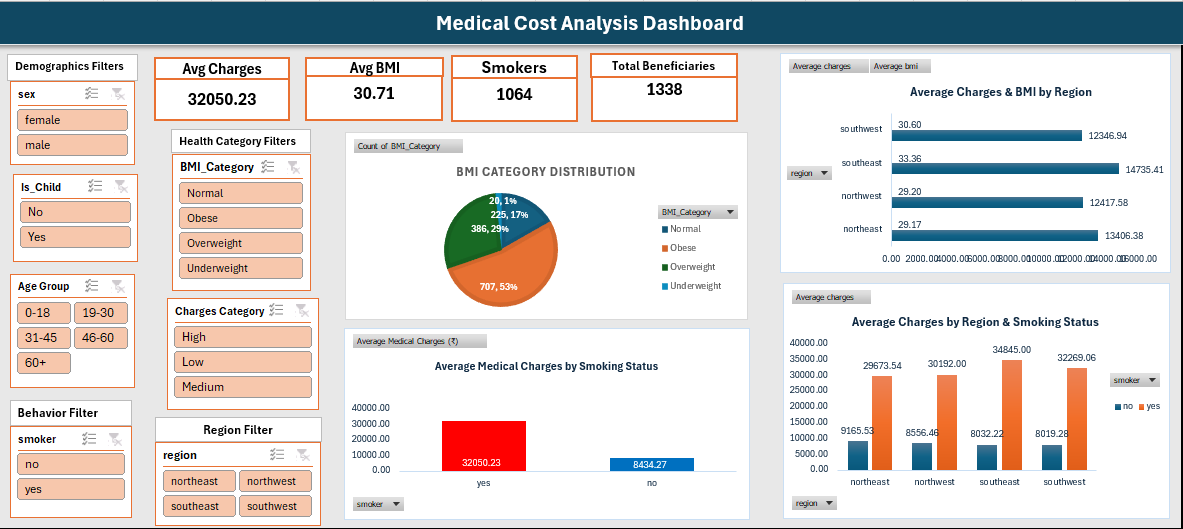 Medical Cost Analysis Dashboard
Demographics Filters
sex
female
male
Is_Child
No
Yes
Age Group
0-18 19-30
31-45 46-60
60+
Behavior Filter
smoker
no
yes
Avg Charges
32050.23
Avg BMI
30.71
Smokers
1064
Total Beneficiaries
1338
Health Category Filters
BMI_Category
Normal
Obese
Overweight
Underweight
Charges Category
High
Low
Medium
Region Filter
region
northeast northwest
southeast southwest
Count of BMI_Category
BMI CATEGORY DISTRIBUTION
20, 1%
225, 17%
386, 29%
707, 53%
BMI_Category
Normal
Obese
Overweight
Underweight
Average Medical Charges (₹)
Average Medical Charges by Smoking Status
40000.00
30000.00
20000.00
10000.00
0.00
32050.23
8434.27
yes no
smoker
Average charges Average bmi
Average Charges & BMI by Region
region
southwest 30.60 12346.94
southeast 33.36 14735.41
northwest 29.20 12417.58
northeast 29.17 13406.38
0.00 2000.00 4000.00 6000.00 8000.00 10000.00 12000.00 14000.00 16000.00
Average charges
Average Charges by Region & Smoking Status
40000.00
35000.00
30000.00
25000.00
20000.00
15000.00
10000.00
5000.00
0.00
29673.54 30192.00 34845.00 32269.06
9165.53 8556.46 8032.22 8019.28
northeast northwest southeast southwest
smoker
no yes
region